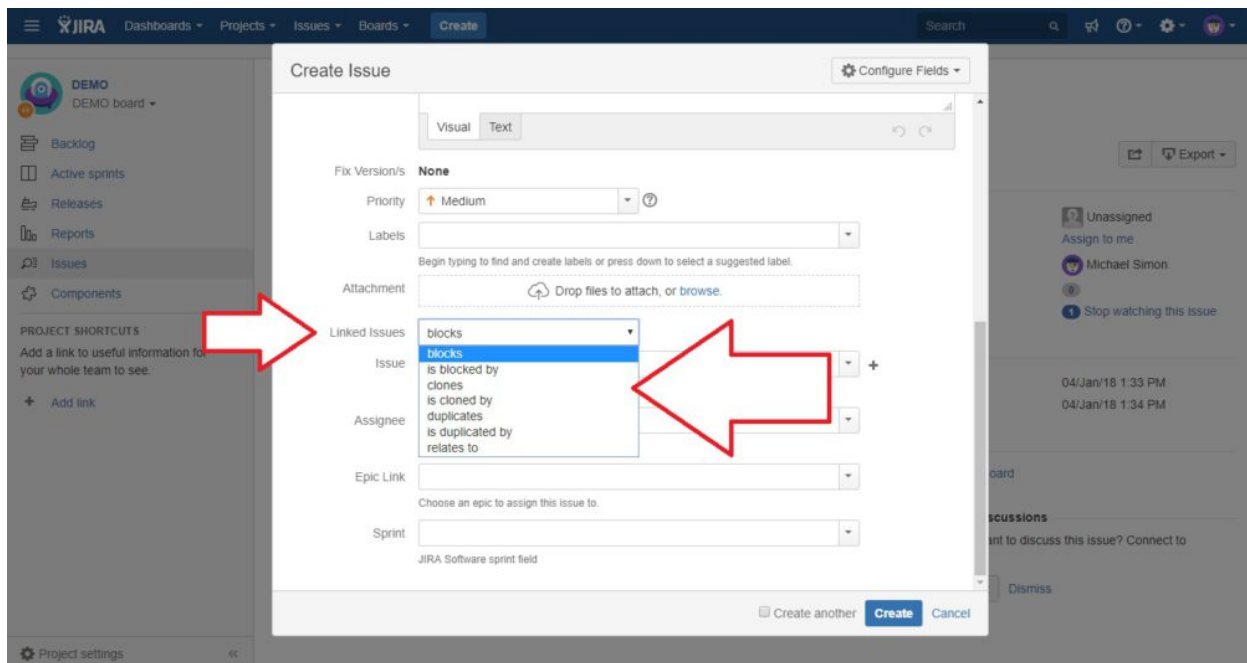 JIRA Dashboards Projects Issues Boards Create Search
DEMO
DEMO board
Backlog
Active sprints
Releases
Reports
Issues
Components
PROJECT SHORTCUTS
Add a link to useful information for
your whole team to see.
+ Add link
Project settings
Create Issue
Configure Fields
Visual Text
Fix Version/s None
Priority Medium
Labels
Begin typing to find and create labels or press down to select a suggested label.
Attachment Drop files to attach, or browse.
Linked Issues blocks
blocks
Issue
is blocked by
clones
is cloned by
duplicates
Assignee
is duplicated by
relates to
Epic Link
Choose an epic to assign this issue to.
Sprint
JIRA Software sprint field
Create another Create Cancel
Export
Unassigned
Assign to me
Michael Simon
0
1 Stop watching this issue
04/Jan/18 1:33 PM
04/Jan/18 1:34 PM
oard
scussions
ant to discuss this issue? Connect to
Dismiss